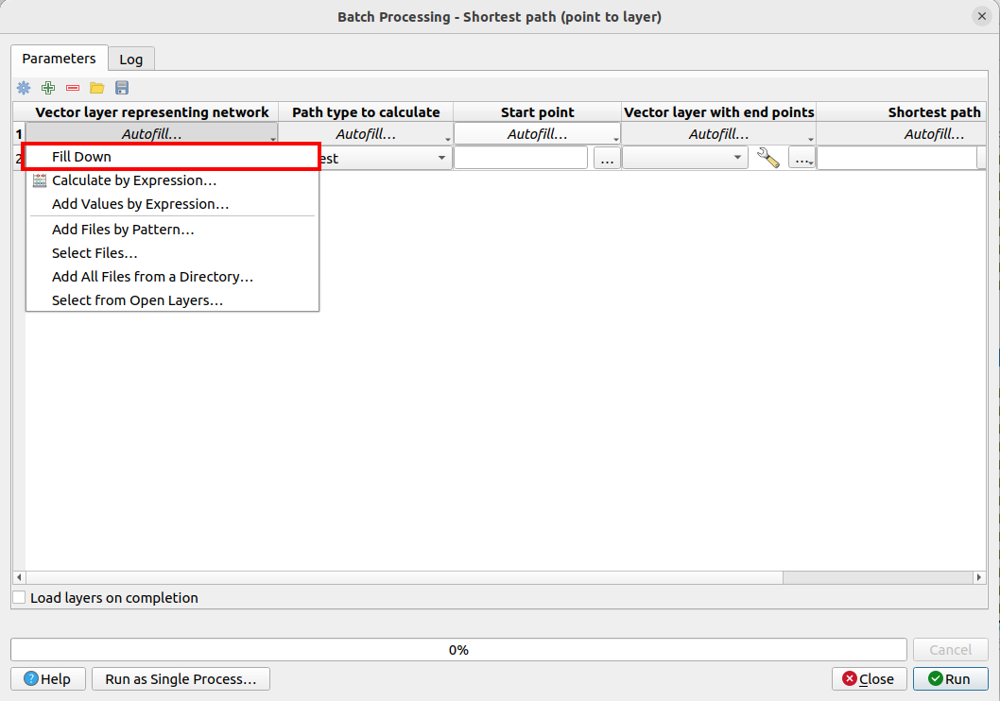 Batch Processing - Shortest path (point to layer)
Parameters Log
Vector layer representing network Path type to calculate Start point Vector layer with end points Shortest path
1 Autofill… Autofill… Autofill… Autofill… Autofill…
2 est … …
Fill Down
Calculate by Expression…
Add Values by Expression…
Add Files by Pattern…
Select Files…
Add All Files from a Directory…
Select from Open Layers…
Load layers on completion
0% Cancel
Help Run as Single Process… Close Run